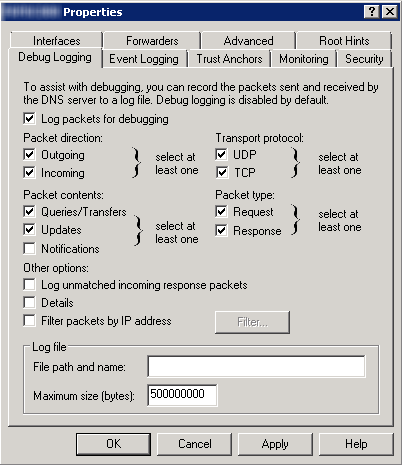 Properties
Interfaces Forwarders Advanced Root Hints
Debug Logging Event Logging Trust Anchors Monitoring Security
To assist with debugging, you can record the packets sent and received by
the DNS server to a log file. Debug logging is disabled by default.
Log packets for debugging
Packet direction: Transport protocol:
Outgoing } select at UDP } select at
Incoming least one TCP least one
Packet contents: Packet type:
Queries/Transfers } select at Request } select at
Updates least one Response least one
Notifications
Other options:
Log unmatched incoming response packets
Details
Filter packets by IP address Filter...
Log file
File path and name:
Maximum size (bytes): 500000000
OK Cancel Apply Help